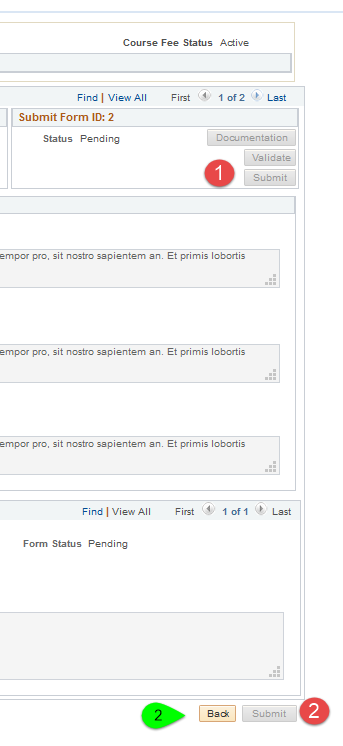 Course Fee Status Active
Find | View All First 1 of 2 Last
Submit Form ID: 2
Status Pending Documentation
Validate
1 Submit
empor pro, sit nostro sapientem an. Et primis lobortis
empor pro, sit nostro sapientem an. Et primis lobortis
empor pro, sit nostro sapientem an. Et primis lobortis
Find | View All First 1 of 1 Last
Form Status Pending
2 Back Submit 2